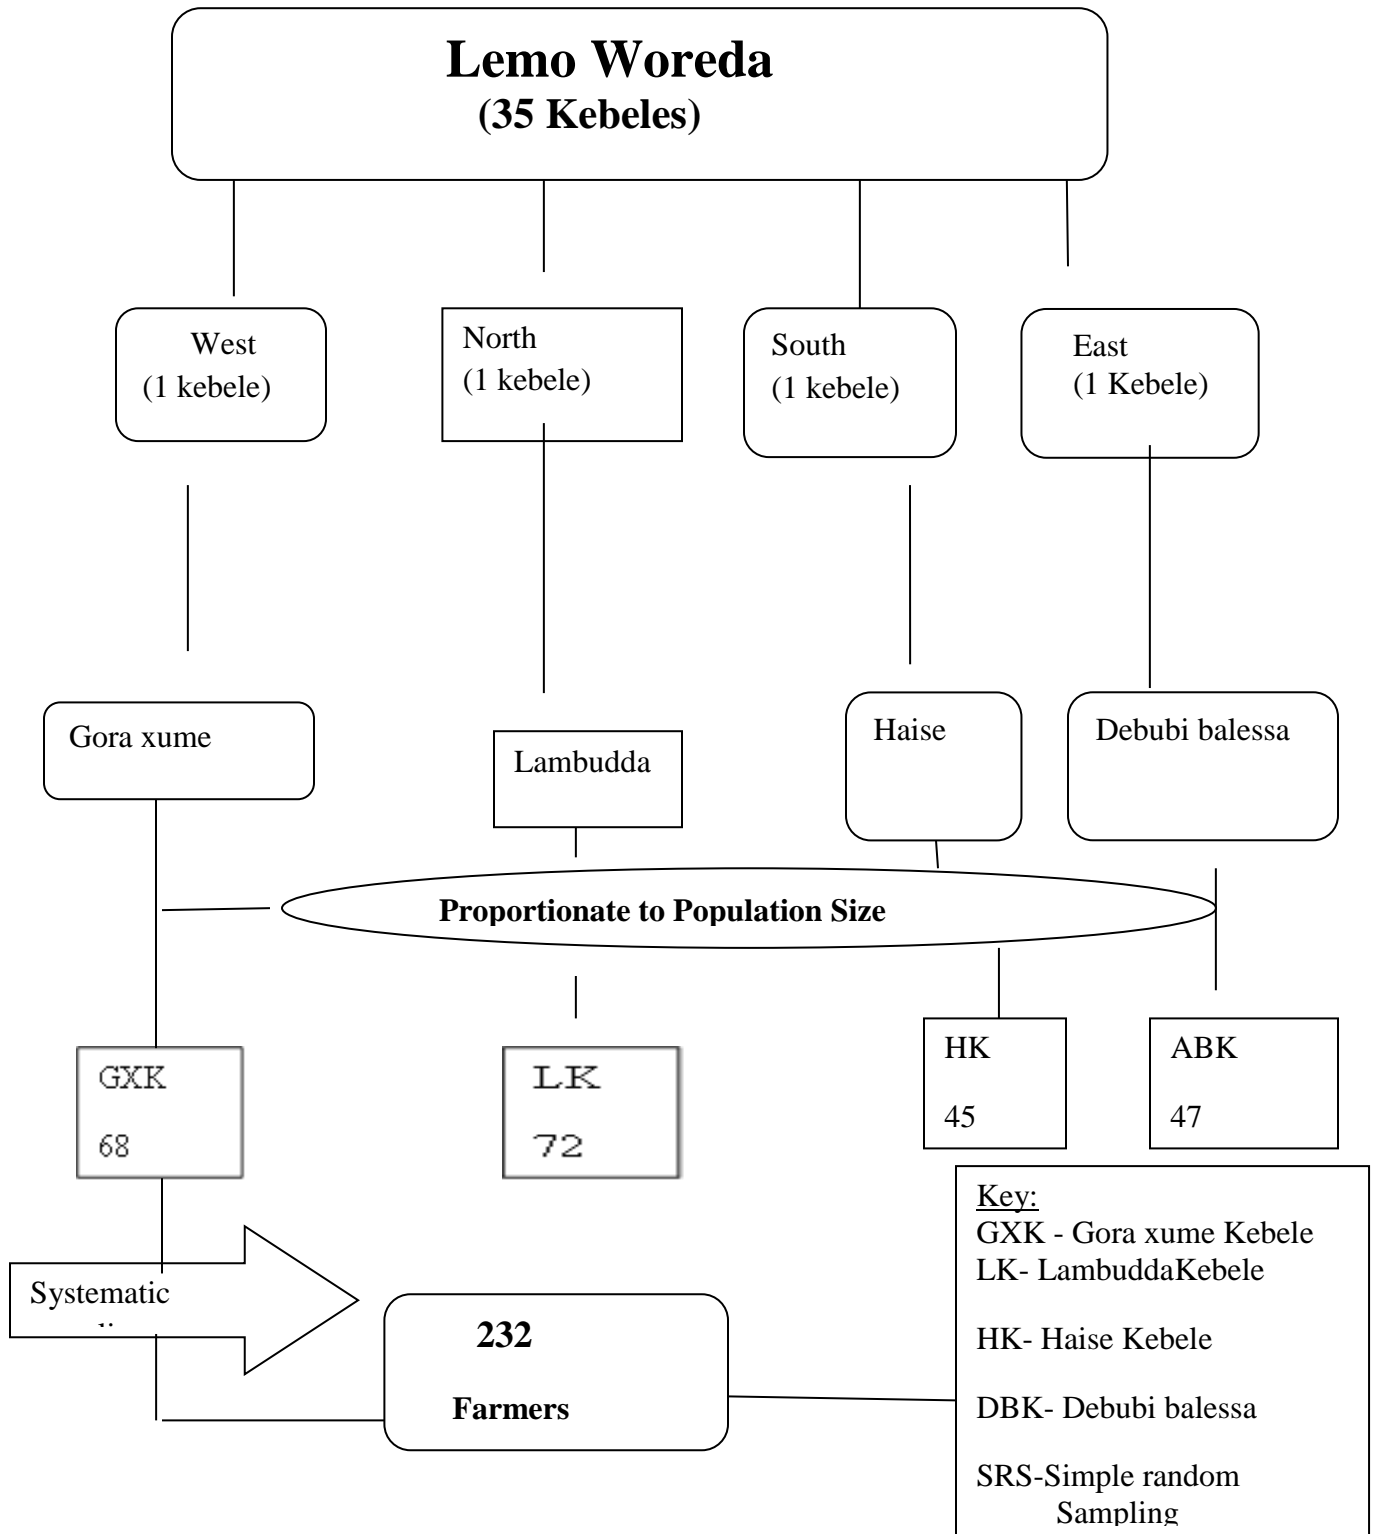 Lemo Woreda
(35 Kebeles)
West
(1 kebele)
North
(1 kebele)
South
(1 kebele)
East
(1 Kebele)
Gora xume
Lambudda
Haise
Debubi balessa
Proportionate to Population Size
GXK
68
LK
72
HK
45
ABK
47
Systematic
232
Farmers
Key:
GXK - Gora xume Kebele
LK- LambuddaKebele
HK- Haise Kebele
DBK- Debubi balessa
SRS-Simple random
Sampling